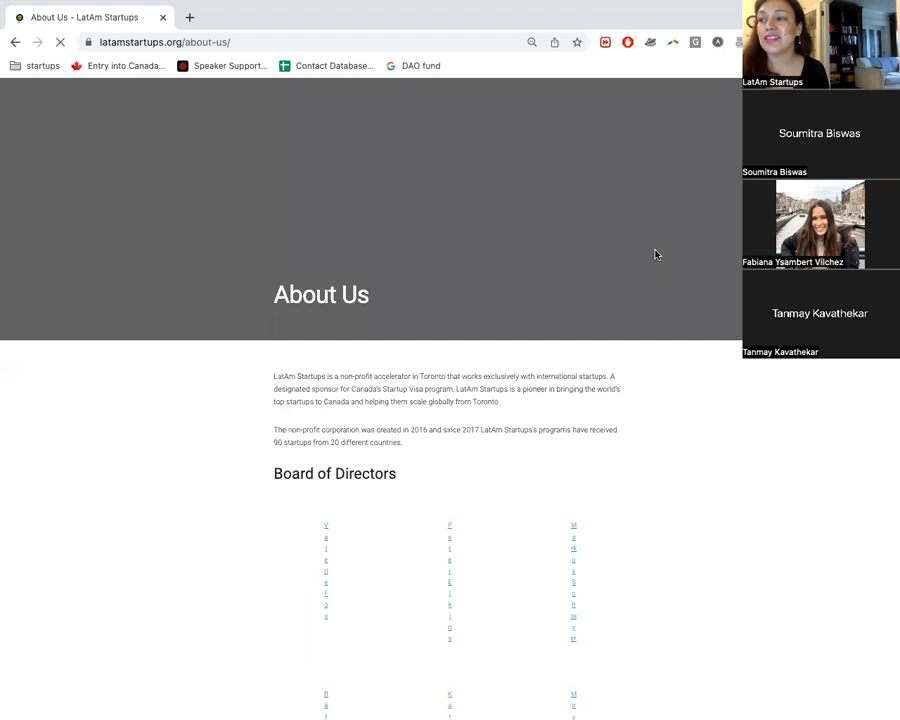 About Us - LatAm Startups
latamstartups.org/about-us/
startups
Entry into Canada...
Speaker Support...
Contact Database...
DAO fund
LatAm Startups
Soumitra Biswas
Soumitra Biswas
Fabiana Ysambert Vilchez
Tanmay Kavathekar
Tanmay Kavathekar
About Us
LatAm Startups is a non-profit accelerator in Toronto that works exclusively with international startups. A
designated sponsor for Canada's Startup Visa program, LatAm Startups is a pioneer in bringing the world's
top startups to Canada and helping them scale globally from Toronto.
The non-profit corporation was created in 2016 and since 2017 LatAm Startups's programs have received
90 startups from 20 different countries.
Board of Directors
Valerie Fox